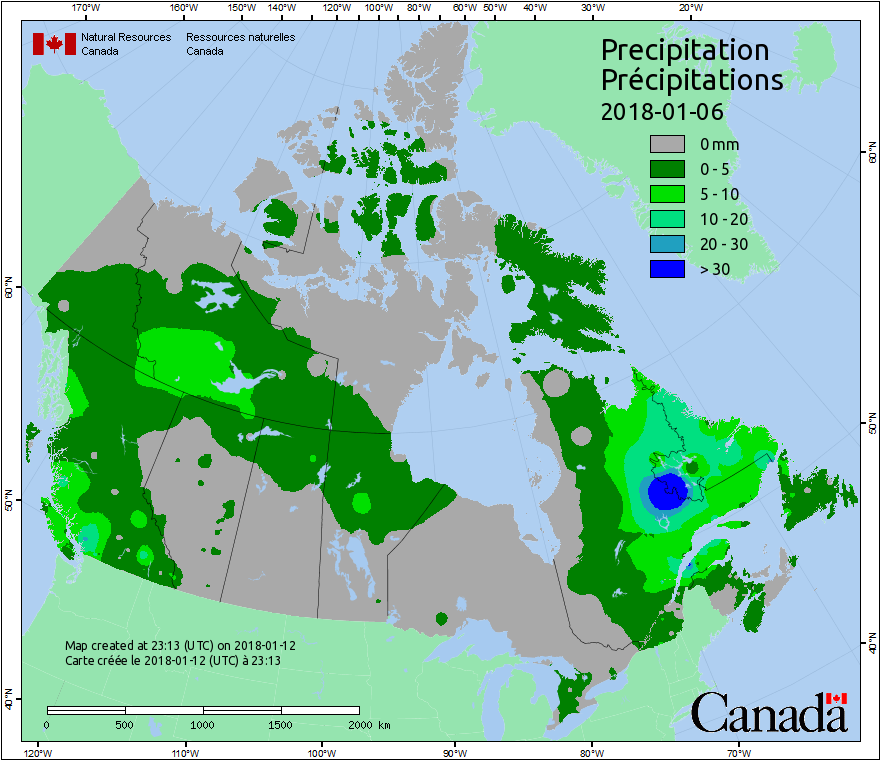 170°W 160°W 150°W 140°W 130°W 120°W 110°W 100°W 90°W 80°W 60°W 50°W 40°W 30°W 20°W
Natural Resources Ressources naturelles
Canada Canada
Precipitation
Précipitations
2018-01-06
0 mm
0 - 5
5 - 10
10 - 20
20 - 30
> 30
60°N
60°N
50°N
50°N
40°N
40°N
Map created at 23:13 (UTC) on 2018-01-12
Carte créée le 2018-01-12 (UTC) à 23:13
0 500 1000 1500 2000 km
Canada
120°W 110°W 100°W 90°W 80°W 70°W